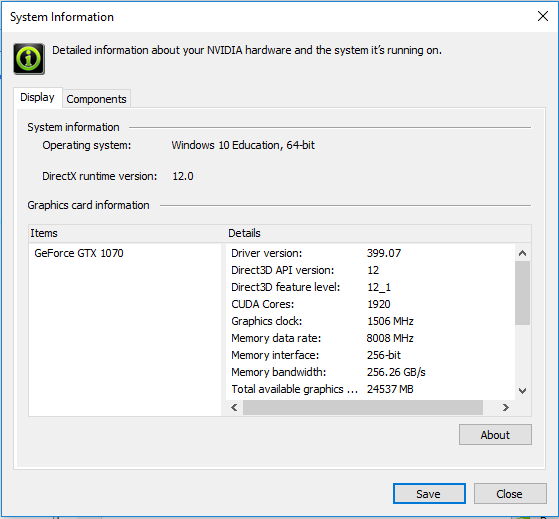 System Information
Detailed information about your NVIDIA hardware and the system it's running on.
Display Components
System information
Operating system: Windows 10 Education, 64-bit
DirectX runtime version: 12.0
Graphics card information
Items Details
GeForce GTX 1070 Driver version: 399.07
Direct3D API version: 12
Direct3D feature level: 12_1
CUDA Cores: 1920
Graphics clock: 1506 MHz
Memory data rate: 8008 MHz
Memory interface: 256-bit
Memory bandwidth: 256.26 GB/s
Total available graphics ... 24537 MB
About
Save Close